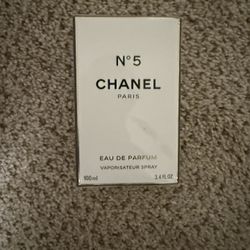 N°5
CHANEL
PARIS
EAU DE PARFUM
VAPORISATEUR SPRAY
100ml 3.4 FL.OZ.